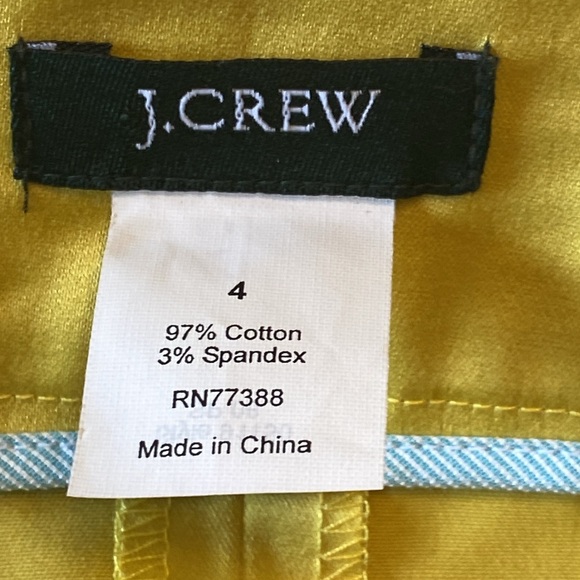 J.CREW
4
97% Cotton
3% Spandex
RN77388
Made in China